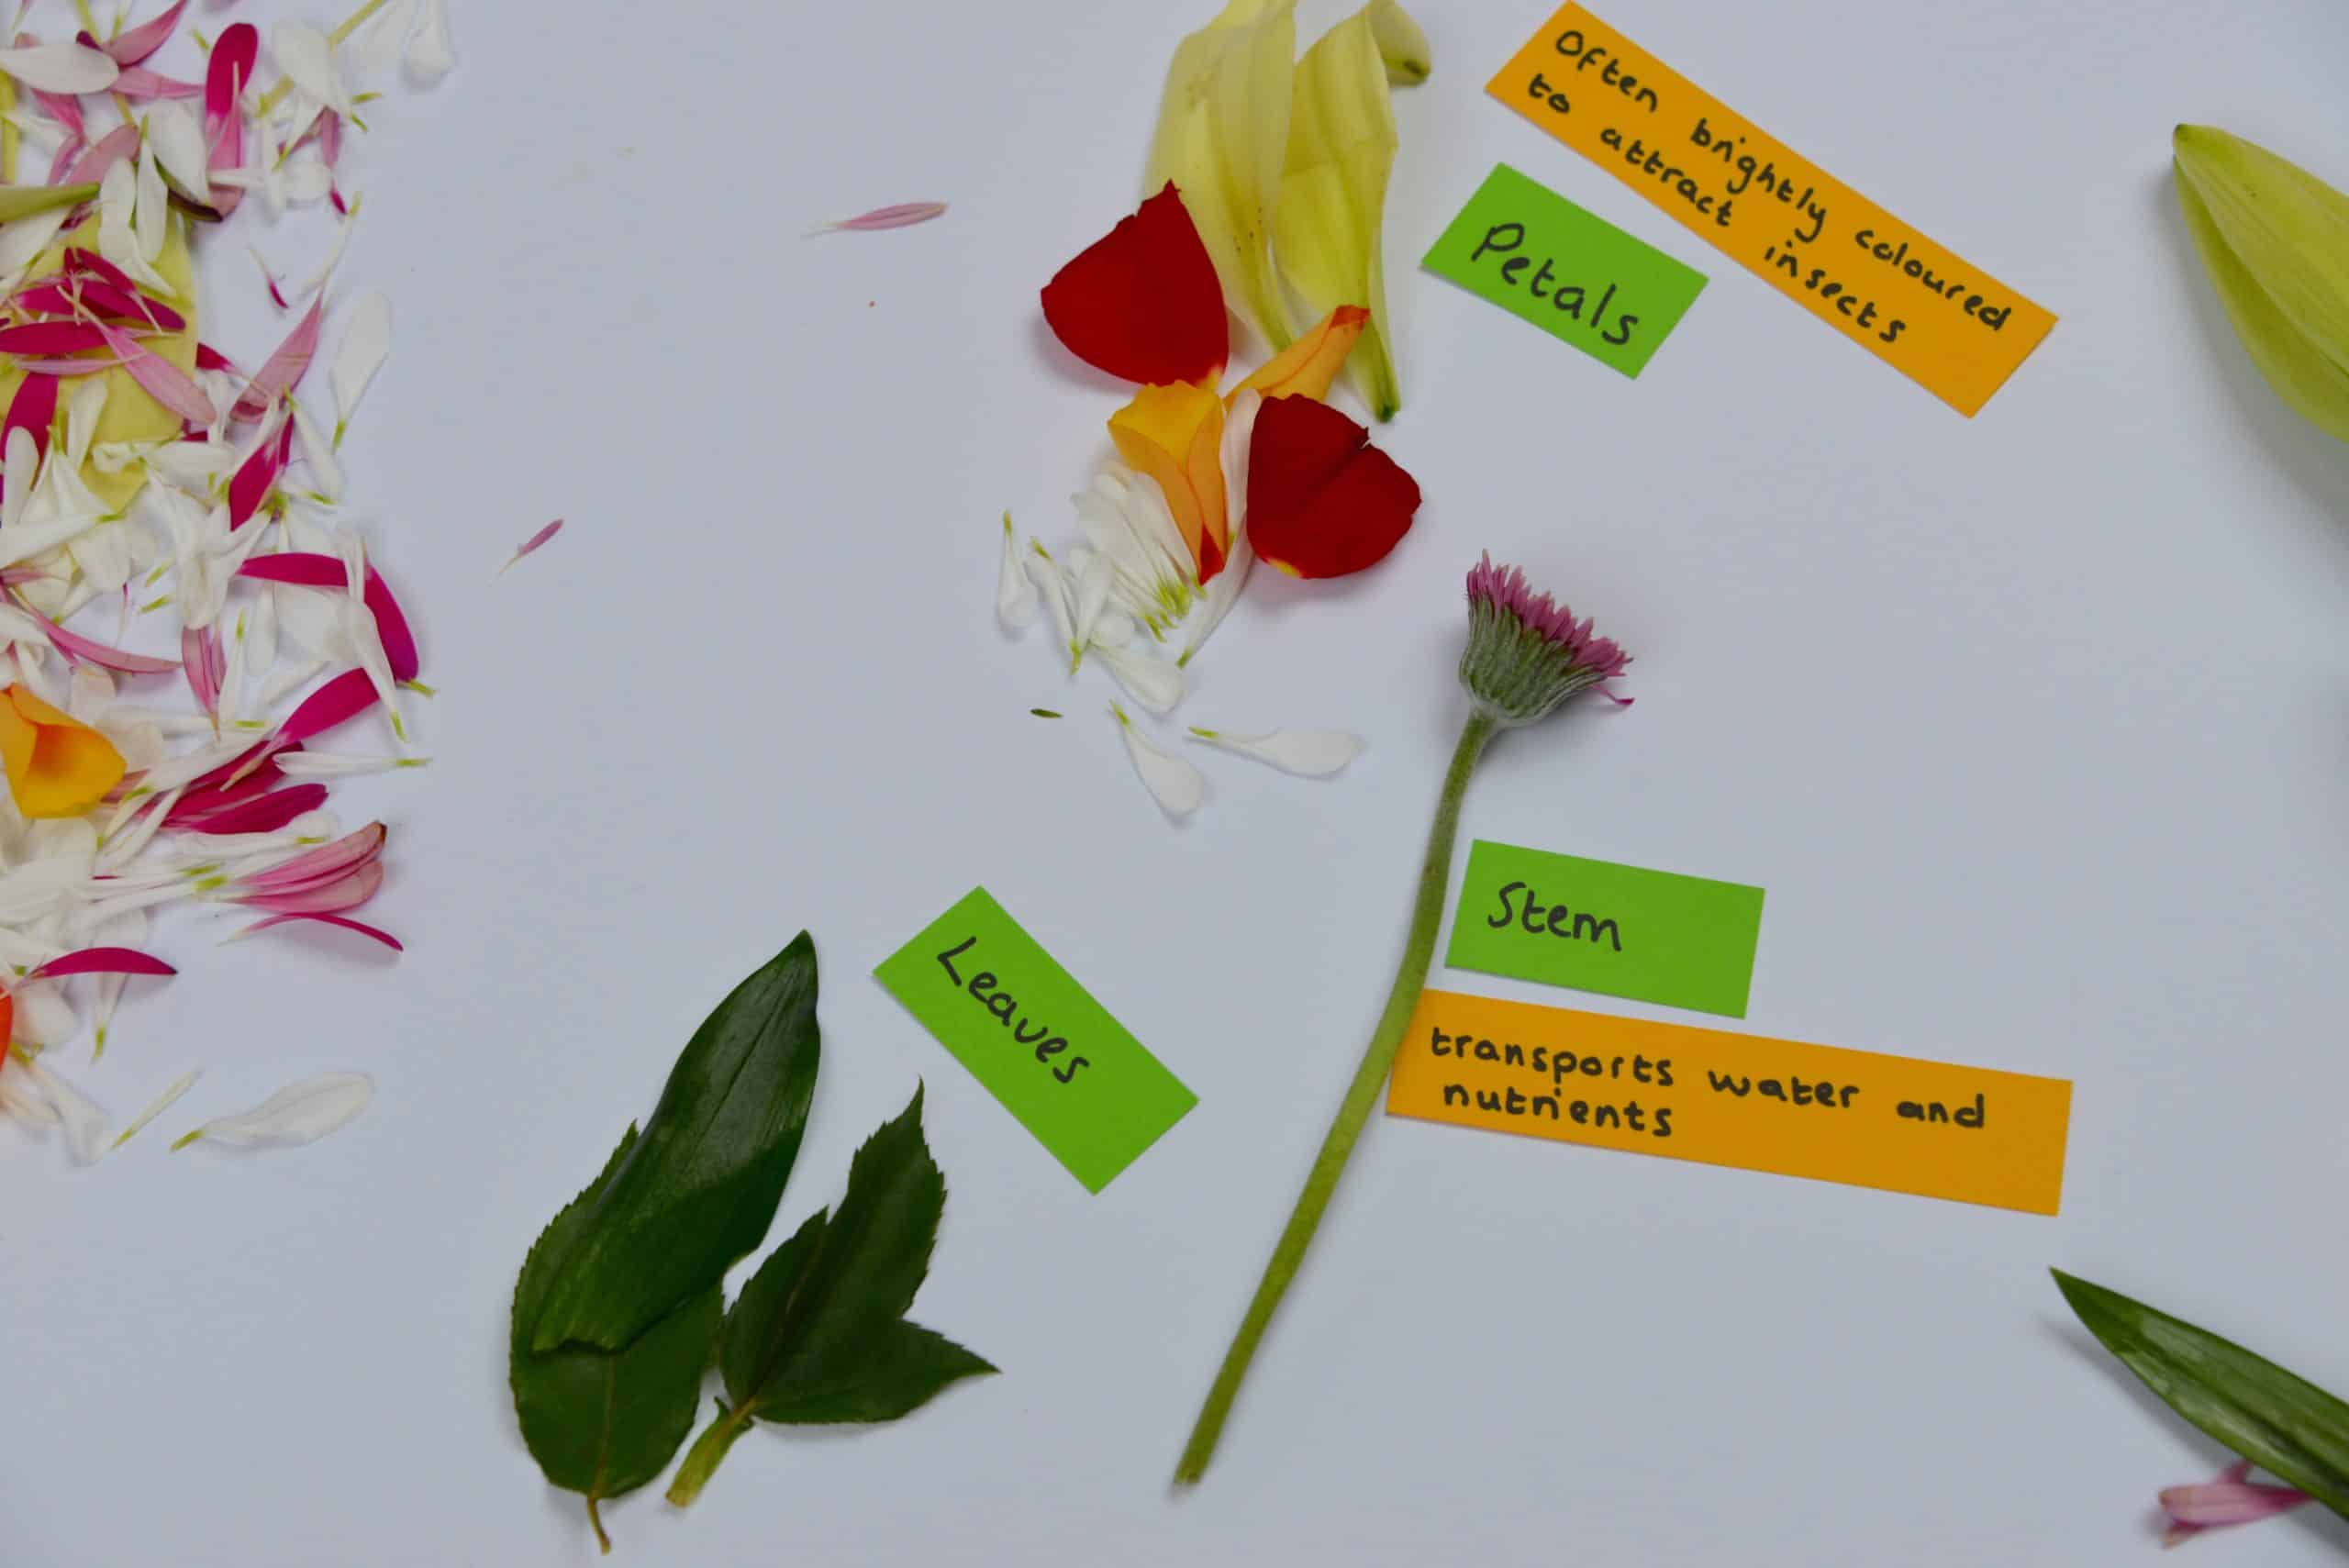 Often brightly coloured
to attract insects
Petals
Stem
transports water and
nutrients
Leaves